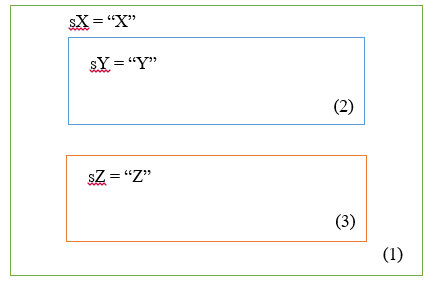 sX = “X”
sY = “Y”
(2)
sZ = “Z”
(3)
(1)